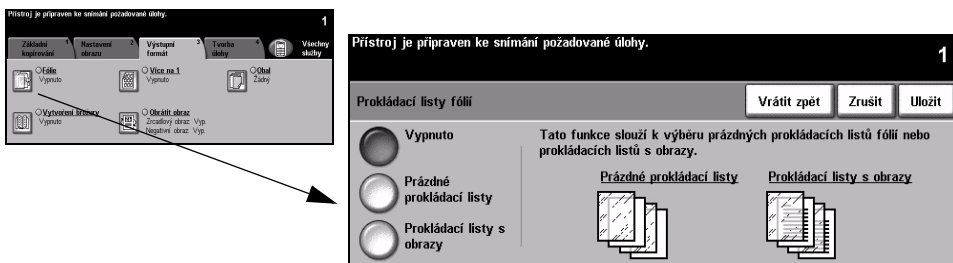 Přístroj je připraven ke snímání požadované úlohy.
1
Základní kopírování 1
Nastavení obrazu 2
Výstupní formát 3
Tvorba úlohy 4
Všechny služby
Fólie
Vypnuto
Více na 1
Vypnuto
Obal
Žádný
Vytvoření brožury
Vypnuto
Obrátit obraz
Zrcadlový obraz Vyp.
Negativní obraz Vyp.
Přístroj je připraven ke snímání požadované úlohy.
1
Prokládací listy fólií
Vrátit zpět
Zrušit
Uložit
Vypnuto
Prázdné
prokládací listy
Prokládací listy s
obrazy
Tato funkce slouží k výběru prázdných prokládacích listů fólií nebo
prokládacích listů s obrazy.
Prázdné prokládací listy
Prokládací listy s obrazy